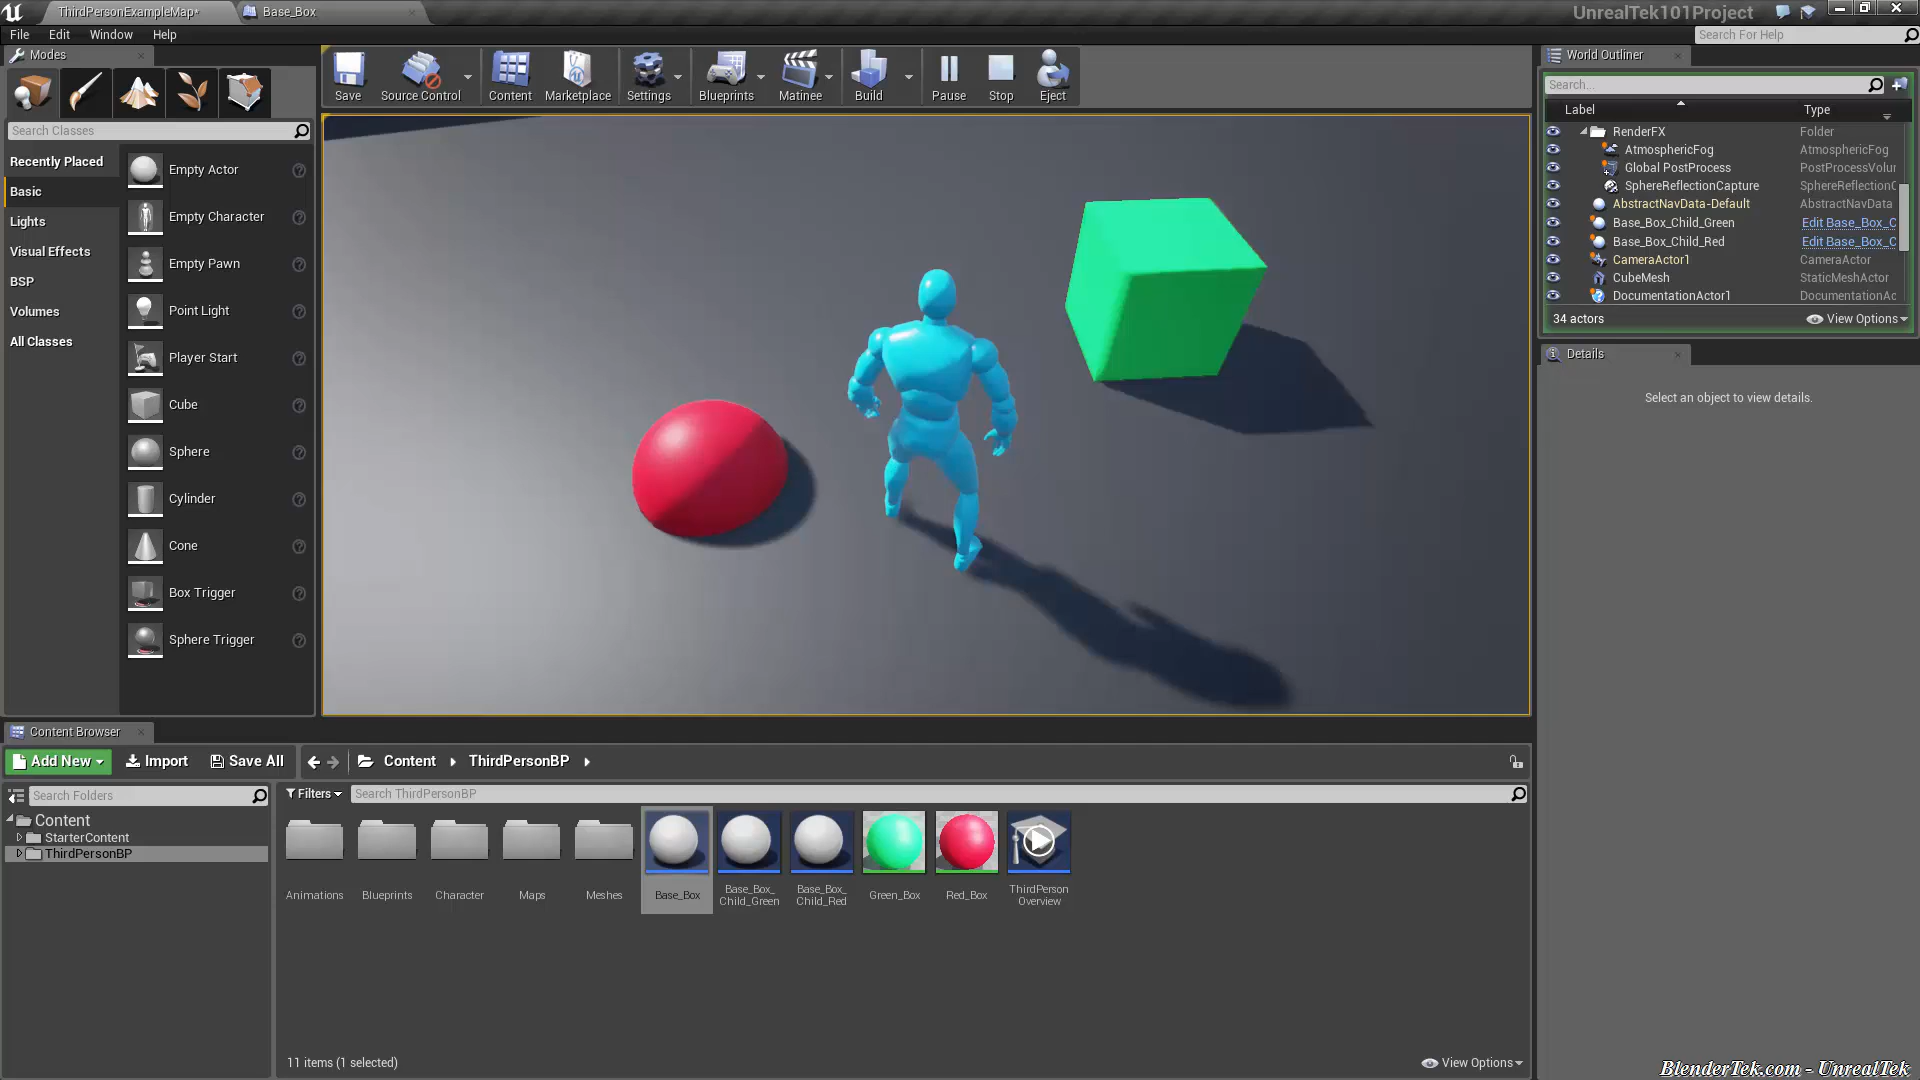 ThirdPersonExampleMap*
Base_Box
UnrealTek101Project
File Edit Window Help
Search For Help
Modes
Save
Source Control
Content
Marketplace
Settings
Blueprints
Matinee
Build
Pause
Stop
Eject
World Outliner
Search...
Label Type
RenderFX Folder
AtmosphericFog AtmosphericFog
Global PostProcess PostProcessVolur
SphereReflectionCapture SphereReflectionC
AbstractNavData-Default AbstractNavData
Base_Box_Child_Green Edit Base_Box_C
Base_Box_Child_Red Edit Base_Box_C
CameraActor1 CameraActor
CubeMesh StaticMeshActor
DocumentationActor1 DocumentationAc
34 actors View Options
Details
Select an object to view details.
Search Classes
Recently Placed
Basic
Lights
Visual Effects
BSP
Volumes
All Classes
Empty Actor
Empty Character
Empty Pawn
Point Light
Player Start
Cube
Sphere
Cylinder
Cone
Box Trigger
Sphere Trigger
Content Browser
Add New Import Save All Content ThirdPersonBP
Search Folders
Content
StarterContent
ThirdPersonBP
Filters Search ThirdPersonBP
Animations
Blueprints
Character
Maps
Meshes
Base_Box
Base_Box_
Child_Green
Base_Box_
Child_Red
Green_Box
Red_Box
ThirdPerson
Overview
11 items (1 selected)
View Options
BlenderTek.com - UnrealTek